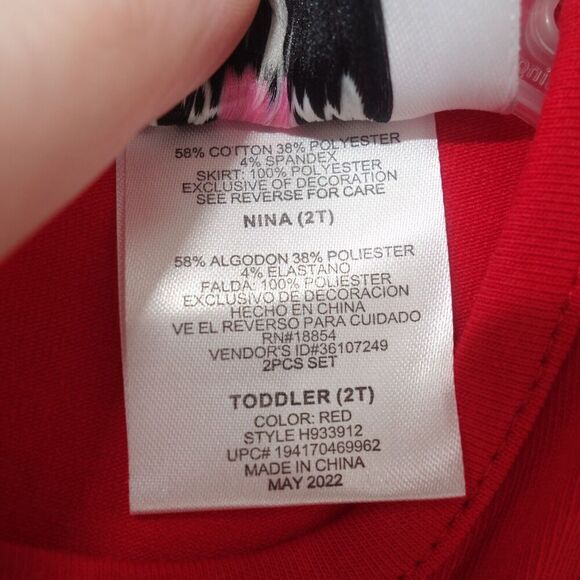 58% COTTON 38% POLYESTER
4% SPANDEX
SKIRT: 100% POLYESTER
EXCLUSIVE OF DECORATION
SEE REVERSE FOR CARE
NINA (2T)
58% ALGODON 38% POLIESTER
4% ELASTANO
FALDA: 100% POLIESTER
EXCLUSIVO DE DECORACION
HECHO EN CHINA
VE EL REVERSO PARA CUIDADO
RN#18854
VENDOR'S ID#36107249
2PCS SET
TODDLER (2T)
COLOR: RED
STYLE H933912
UPC# 194170469962
MADE IN CHINA
MAY 2022